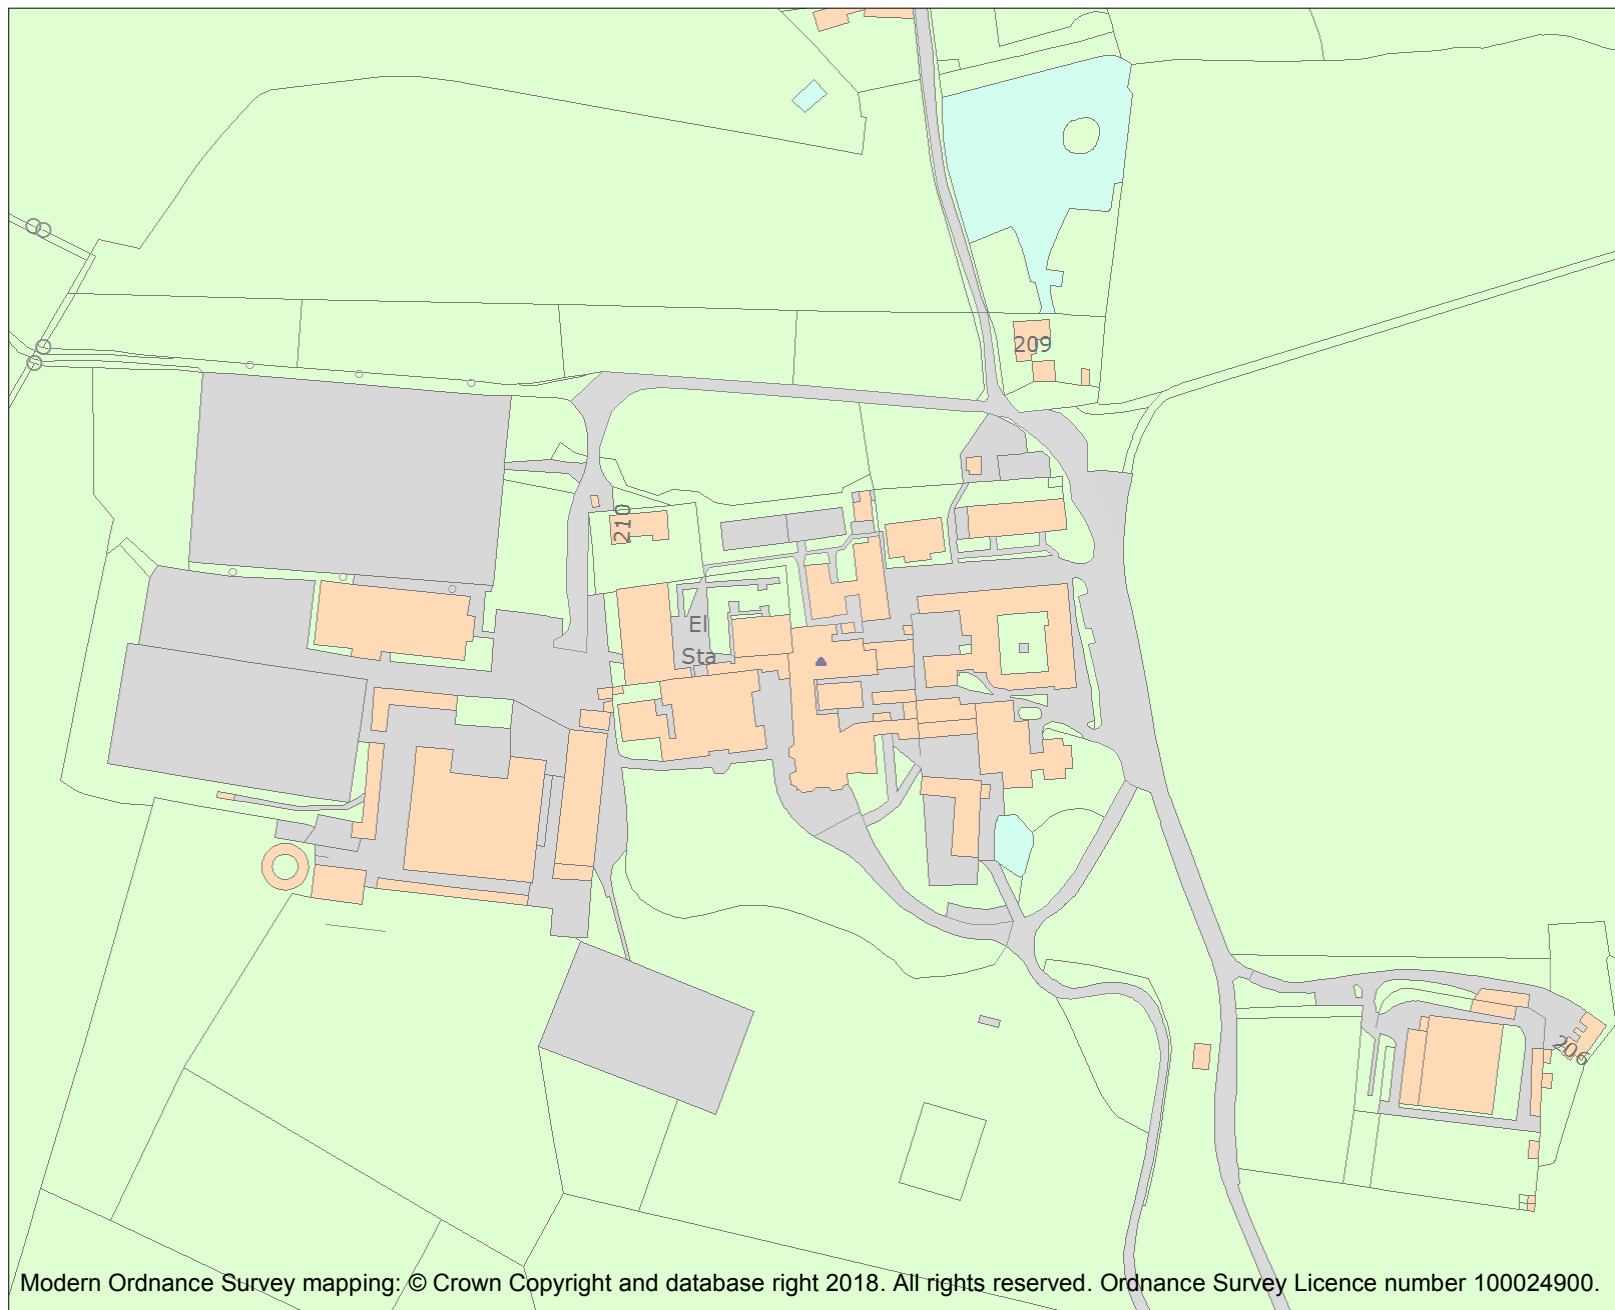 209
210
El
Sta
206
Modern Ordnance Survey mapping: © Crown Copyright and database right 2018. All rights reserved. Ordnance Survey Licence number 100024900.